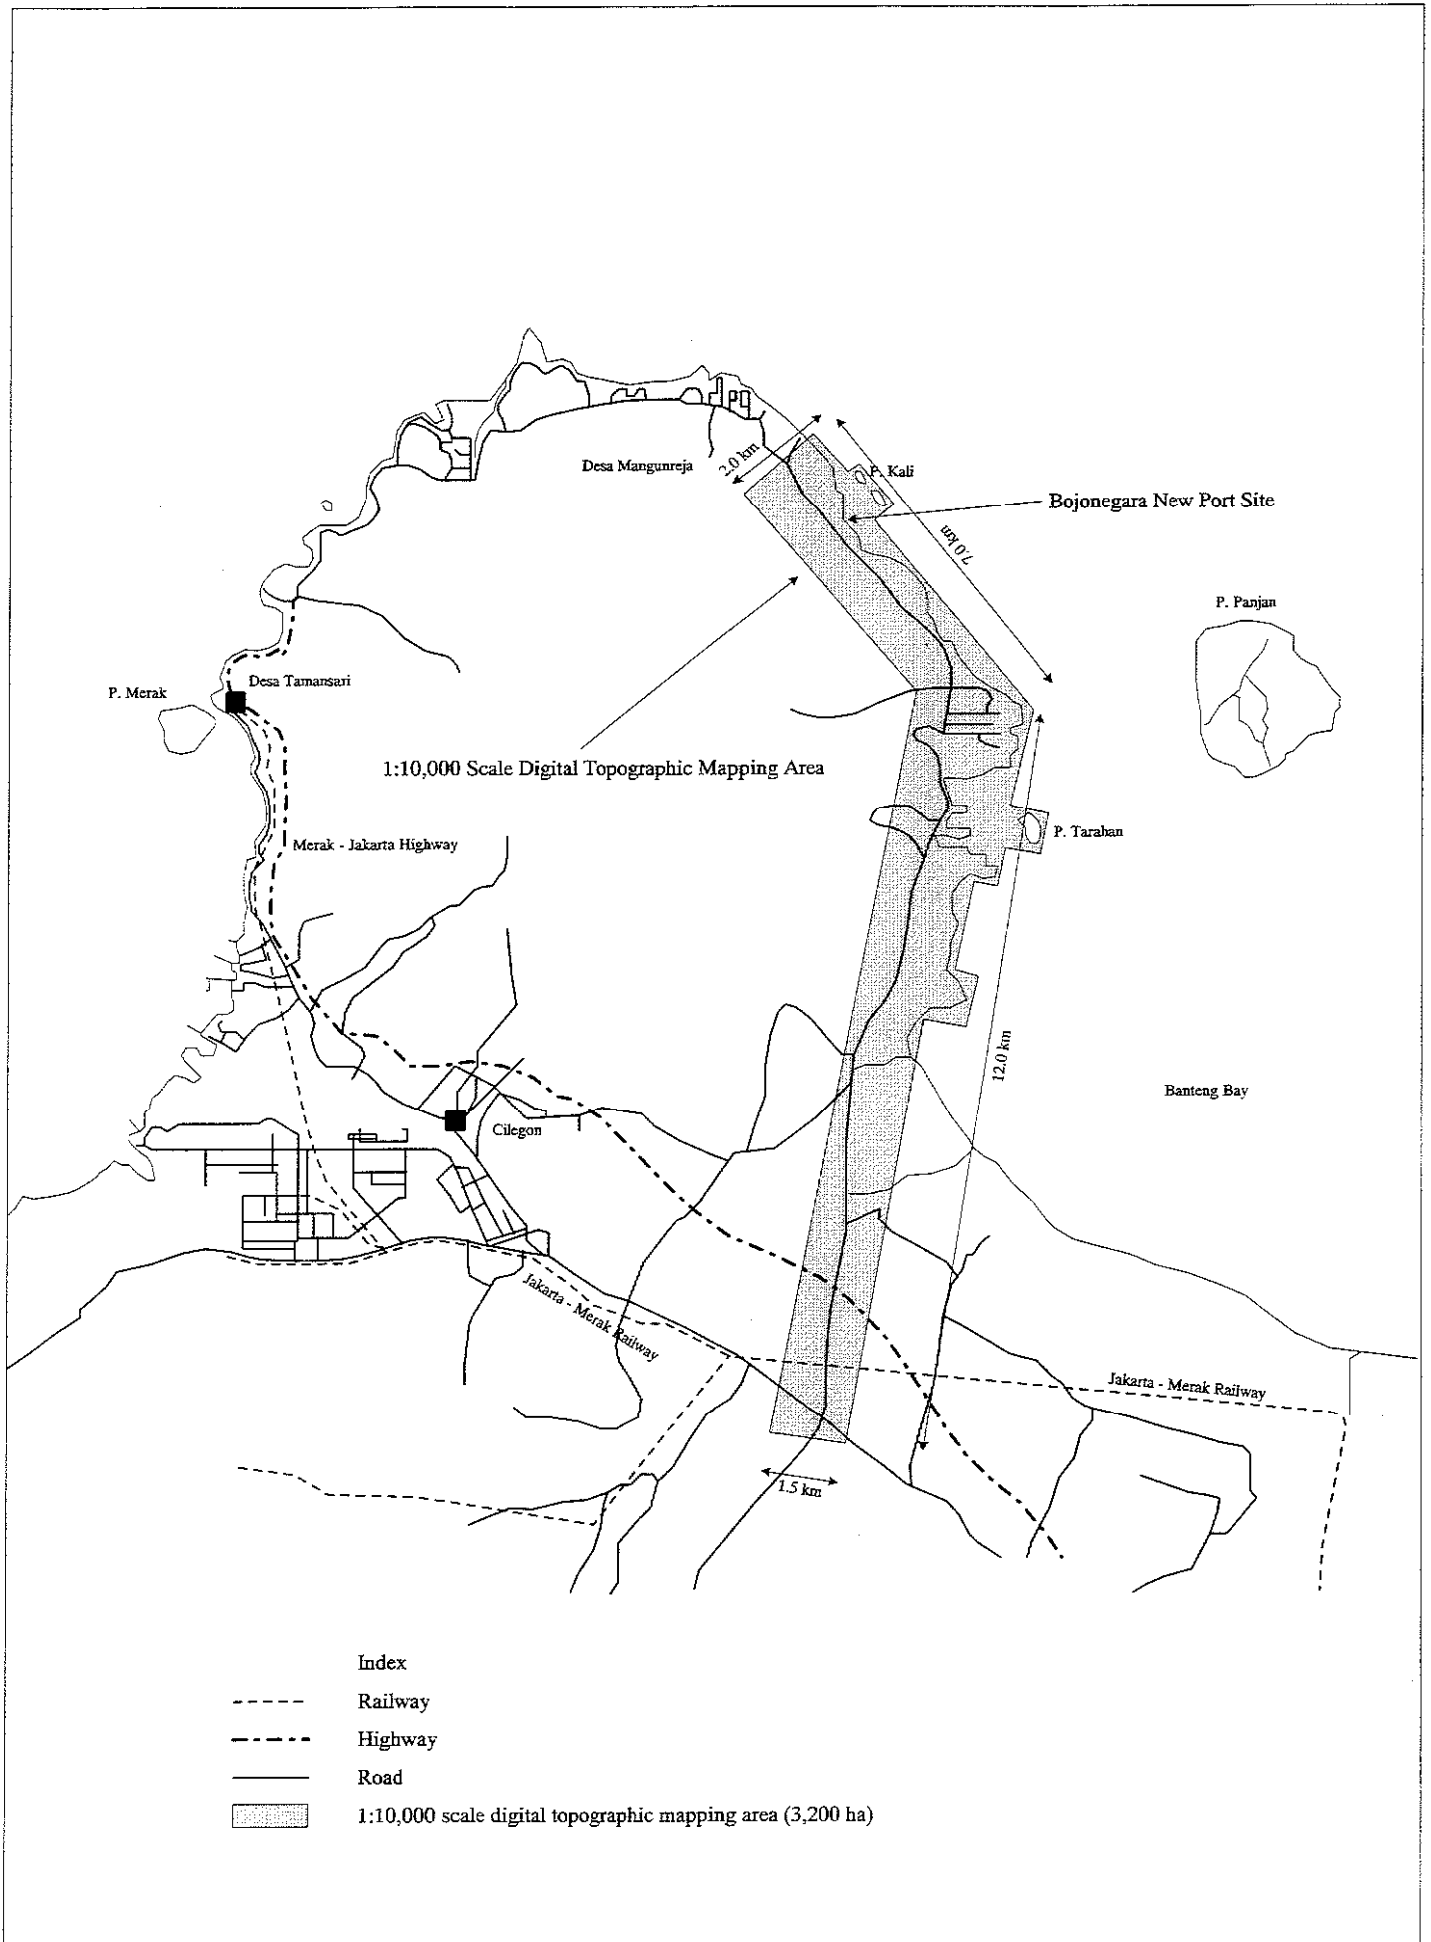 2.0 km
Desa Mangunreja
P. Kali
Bojonegara New Port Site
7.0 km
P. Panjan
Desa Tamansari
P. Merak
1:10,000 Scale Digital Topographic Mapping Area
P. Tarahan
Merak - Jakarta Highway
12.0 km
Banteng Bay
Cilegon
Jakarta - Merak Railway
Jakarta - Merak Railway
1.5 km
Index
Railway
Highway
Road
1:10,000 scale digital topographic mapping area (3,200 ha)